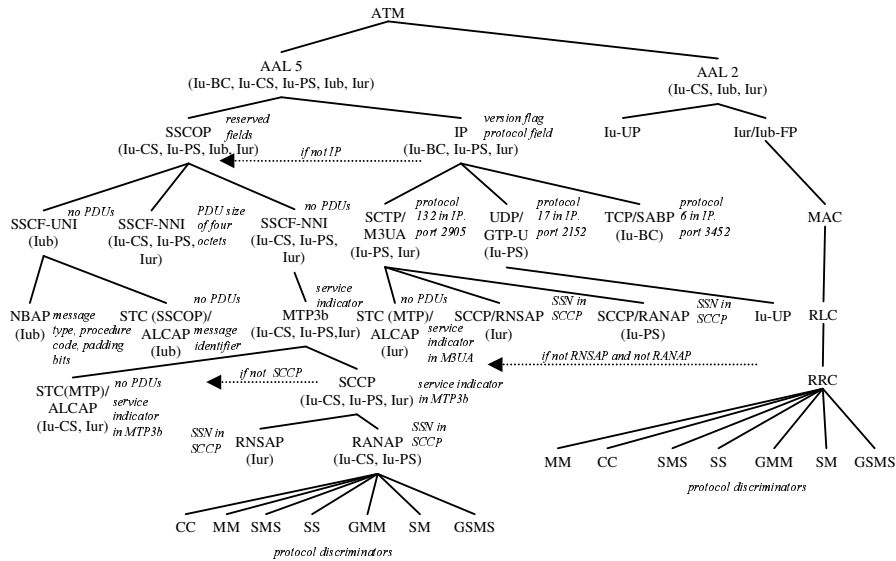 ATM
AAL 5
(Iu-BC, Iu-CS, Iu-PS, Iub, Iur)
AAL 2
(Iu-CS, Iub, Iur)
SSCOP
(Iu-CS, Iu-PS, Iub, Iur)
reserved
fields
if not IP
IP
(Iu-BC, Iu-PS, Iur)
version flag
protocol field
Iu-UP
Iur/Iub-FP
SSCF-UNI
(Iub)
no PDUs
SSCF-NNI
(Iu-CS, Iu-PS,
Iur)
PDU size
of four
octets
SSCF-NNI
(Iu-CS, Iu-PS,
Iur)
no PDUs
SCTP/
M3UA
(Iu-PS, Iur)
protocol
132 in IP.
port 2905
UDP/
GTP-U
(Iu-PS)
protocol
17 in IP.
port 2152
TCP/SABP
(Iu-BC)
protocol
6 in IP.
port 3452
MAC
NBAP
(Iub)
message
type, procedure
code, padding
bits
STC (SSCOP)/
ALCAP
(Iub)
no PDUs
message
identifier
MTP3b
(Iu-CS, Iu-PS,Iur)
service
indicator
STC (MTP)/
ALCAP
(Iur)
no PDUs
service
indicator
in M3UA
SCCP/RNSAP
(Iur)
SSN in
SCCP
SCCP/RANAP
(Iu-PS)
SSN in
SCCP
Iu-UP
RLC
if not RNSAP and not RANAP
STC(MTP)/
ALCAP
(Iu-CS, Iur)
no PDUs
service
indicator
in MTP3b
if not SCCP
SCCP
(Iu-CS, Iu-PS, Iur)
service indicator
in MTP3b
RRC
RNSAP
(Iur)
SSN in
SCCP
RANAP
(Iu-CS, Iu-PS)
SSN in
SCCP
MM CC SMS SS GMM SM GSMS
protocol discriminators
CC MM SMS SS GMM SM GSMS
protocol discriminators